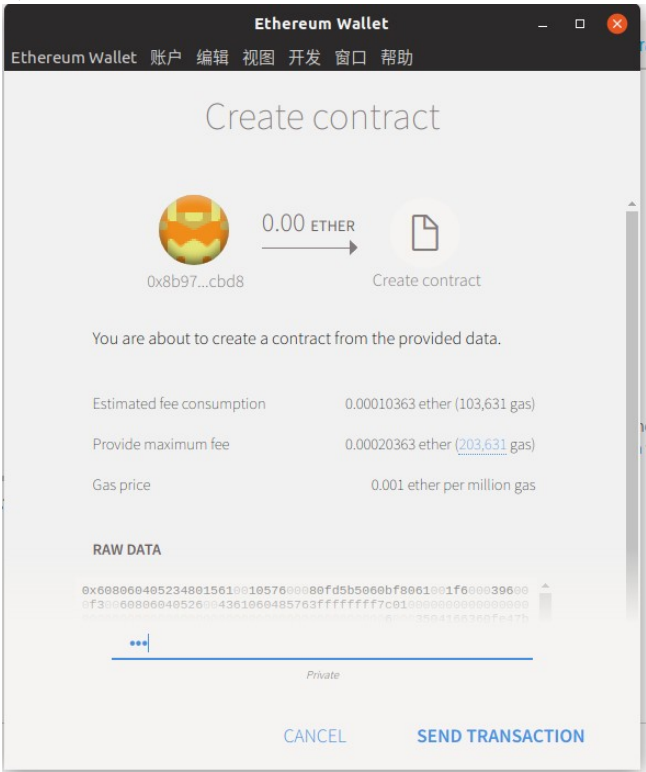 Ethereum Wallet
Ethereum Wallet 账户 编辑 视图 开发 窗口 帮助
Create contract
0.00 ETHER
0x8b97...cbd8
Create contract
You are about to create a contract from the provided data.
Estimated fee consumption 0.00010363 ether (103,631 gas)
Provide maximum fee 0.00020363 ether (203,631 gas)
Gas price 0.001 ether per million gas
RAW DATA
0x608060405234801561001057600080fd5b5060bf8061001f6000396000
f30060806040526004361060485763ffffffff7c010000000000000000
•••
Private
CANCEL SEND TRANSACTION